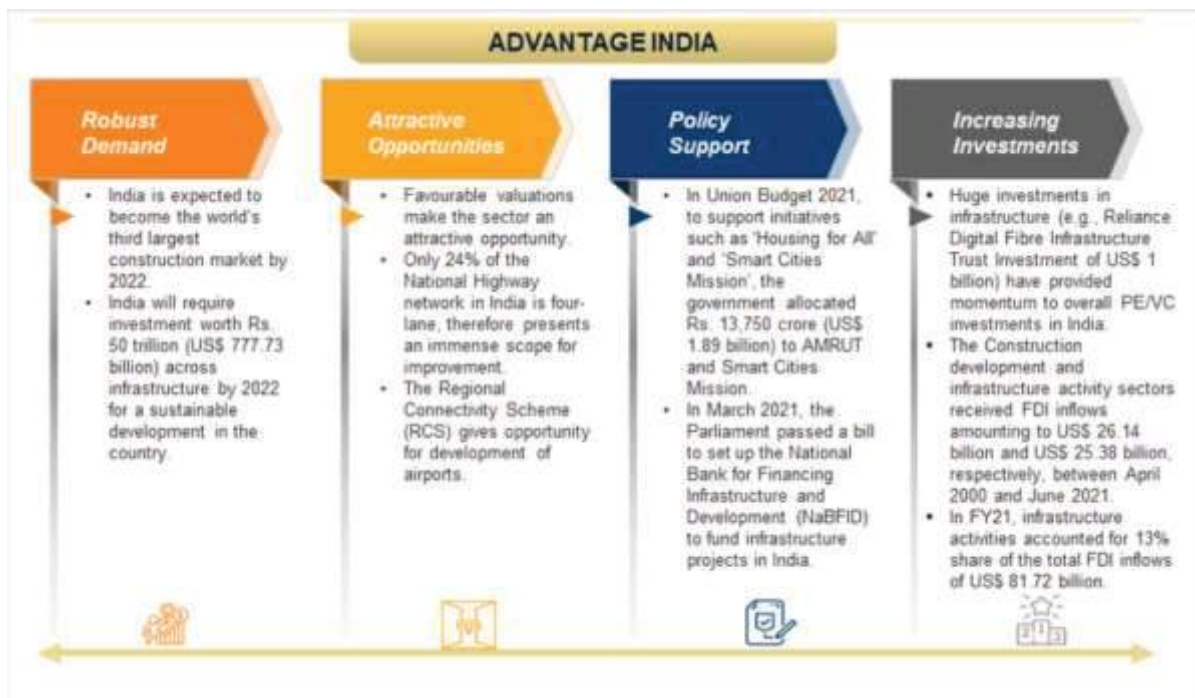 ADVANTAGE INDIA
Robust
Demand
• India is expected to
become the world's
third largest
construction market by
2022.
• India will require
investment worth Rs.
50 trillion (US$ 777.73
billion) across
infrastructure by 2022
for a sustainable
development in the
country.
Attractive
Opportunities
• Favourable valuations
make the sector an
attractive opportunity.
• Only 24% of the
National Highway
network in India is four-
lane, therefore presents
an immense scope for
improvement.
• The Regional
Connectivity Scheme
(RCS) gives opportunity
for development of
airports.
Policy
Support
• In Union Budget 2021,
to support initiatives
such as 'Housing for All'
and 'Smart Cities
Mission', the
government allocated
Rs. 13,750 crore (US$
1.89 billion) to AMRUT
and Smart Cities
Mission.
• In March 2021, the
Parliament passed a bill
to set up the National
Bank for Financing
Infrastructure and
Development (NaBFID)
to fund infrastructure
projects in India.
Increasing
Investments
▪ Huge investments in
infrastructure (e.g., Reliance
Digital Fibre Infrastructure
Trust Investment of US$ 1
billion) have provided
momentum to overall PE/VC
investments in India.
▪ The Construction
development and
infrastructure activity sectors
received FDI inflows
amounting to US$ 26.14
billion and US$ 25.38 billion,
respectively, between April
2000 and June 2021.
▪ In FY21, infrastructure
activities accounted for 13%
share of the total FDI inflows
of US$ 81.72 billion.
2 1 3